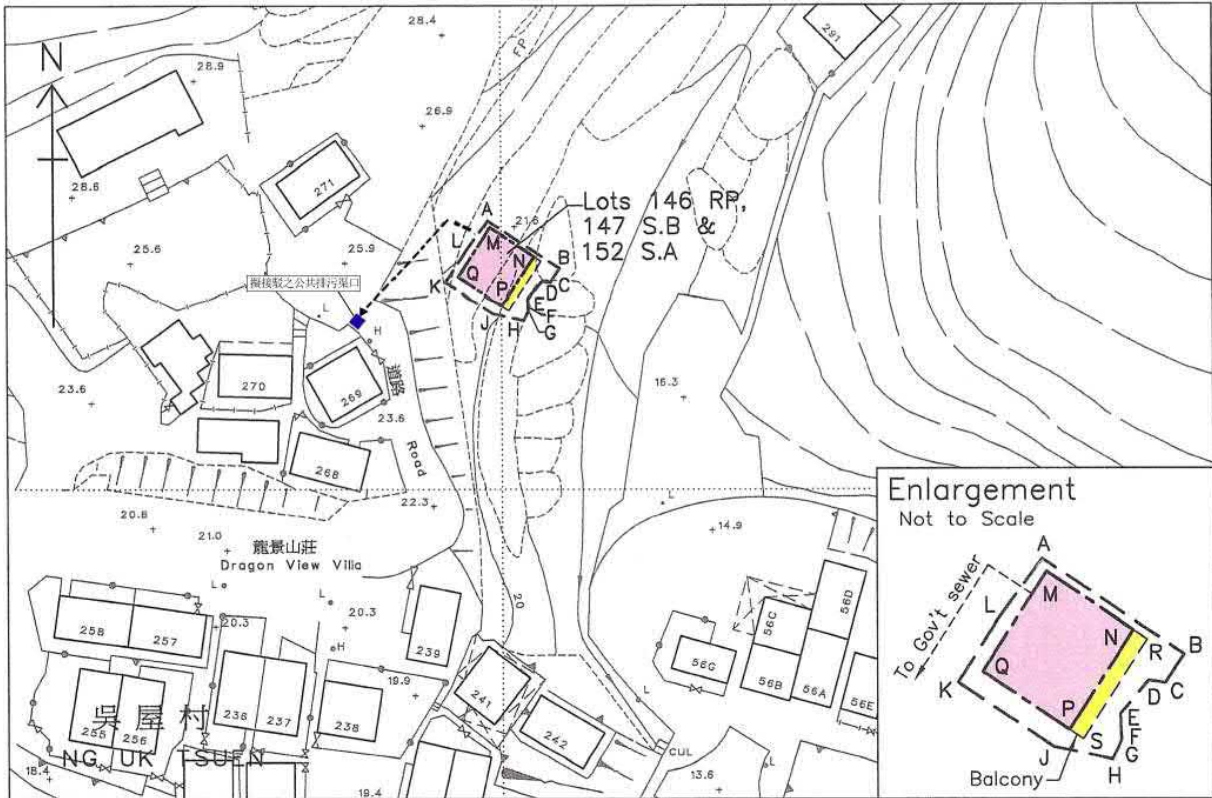 28.4
FP
291
N
28.9
26.9
28.6
271
Lots 146 RP,
147 S.B &
152 S.A
A
216
L
M
N
B
C
Q
P
D
E
F
G
K
J
H
25.6
25.9
擬接駁之公共排污渠口
L
H
道路
Road
270
269
23.6
23.6
16.3
268
22.3
20.8
21.0
龍景山莊
Dragon View Villa
14.9
L
L
L
20.3
20.3
H
258
257
239
20
56C
56D
56G
56B
56A
56E
236
237
238
19.9
241
242
255
256
吳屋村
NG UK TSUEN
L
CUL
L
18.4
19.4
13.6
Enlargement
Not to Scale
A
To Gov't sewer
L
M
N
R
B
C
D
Q
K
P
E
F
G
S
J
H
Balcony